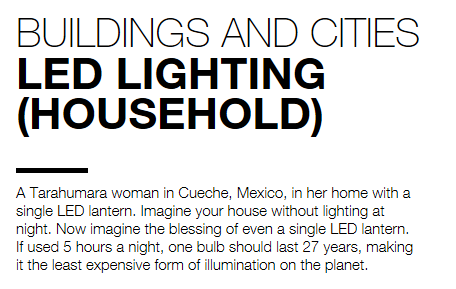 BUILDINGS AND CITIES
LED LIGHTING
(HOUSEHOLD)
A Tarahumara woman in Cueche, Mexico, in her home with a
single LED lantern. Imagine your house without lighting at
night. Now imagine the blessing of even a single LED lantern.
If used 5 hours a night, one bulb should last 27 years, making
it the least expensive form of illumination on the planet.